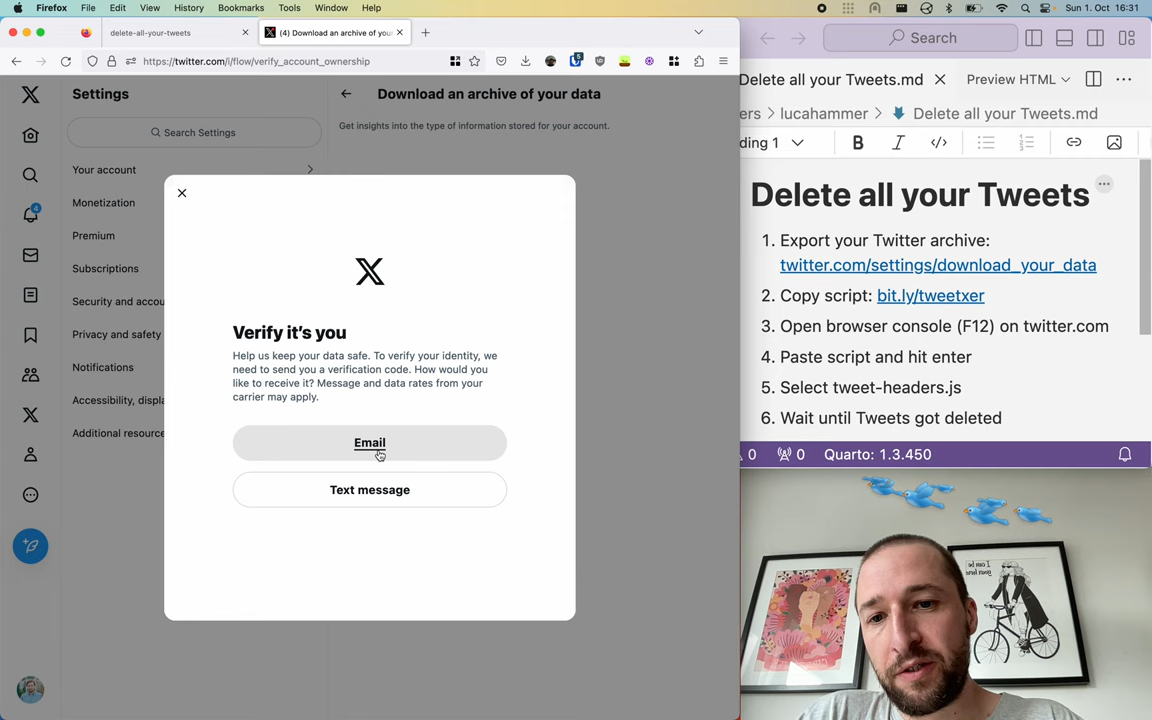 Firefox File Edit View History Bookmarks Tools Window Help Sun 1. Oct 16:31
delete-all-your-tweets
(4) Download an archive of you
https://twitter.com/i/flow/verify_account_ownership
5
Settings
Search Settings
Your account
Monetization
Premium
Subscriptions
Security and accou
Privacy and safety
Notifications
Accessibility, displa
Additional resource
4
Download an archive of your data
Get insights into the type of information stored for your account.
Verify it's you
Help us keep your data safe. To verify your identity, we
need to send you a verification code. How would you
like to receive it? Message and data rates from your
carrier may apply.
Email
Text message
Search
Delete all your Tweets.md
Preview HTML
ers > lucahammer > Delete all your Tweets.md
ding 1
B I
Delete all your Tweets
1. Export your Twitter archive:
twitter.com/settings/download_your_data
2. Copy script: bit.ly/tweetxer
3. Open browser console (F12) on twitter.com
4. Paste script and hit enter
5. Select tweet-headers.js
6. Wait until Tweets got deleted
0 0 Quarto: 1.3.450